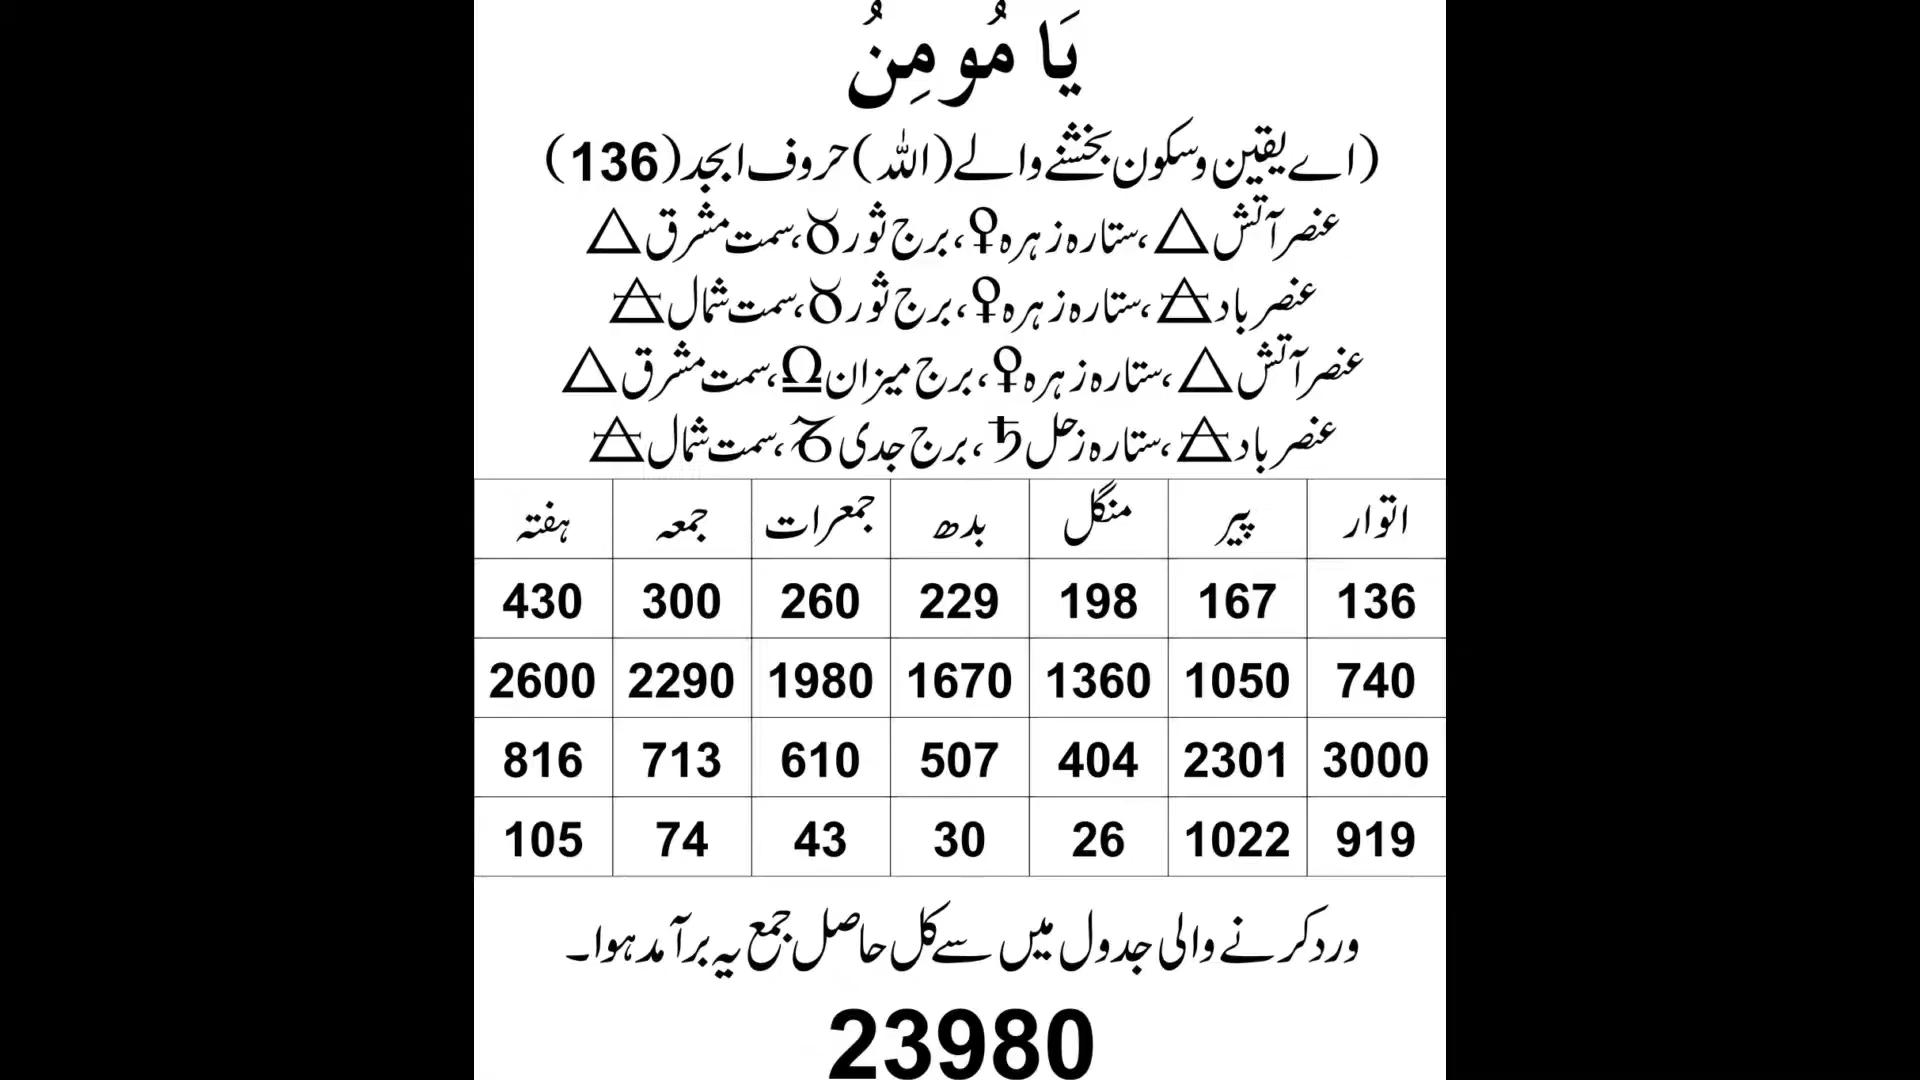 یَا مُومِنُ
(اے یقین و سکون بخشنے والے (اللہ) حروف ابجد (136)
عنصر آتش △، ستارہ زہرہ ♀، برج ثور ♉، سمت مشرق △
عنصر باد 🜁، ستارہ زہرہ ♀، برج ثور ♉، سمت شمال 🜁
عنصر آتش △، ستارہ زہرہ ♀، برج میزان ♎، سمت مشرق △
عنصر باد 🜁، ستارہ زحل ♄، برج جدی ♑، سمت شمال 🜁
اتوار پیر منگل بدھ جمعرات جمعہ ہفتہ
136 167 198 229 260 300 430
740 1050 1360 1670 1980 2290 2600
3000 2301 404 507 610 713 816
919 1022 26 30 43 74 105
ورد کرنے والی جدول میں سے کل حاصل جمع یہ برآمد ہوا۔
23980